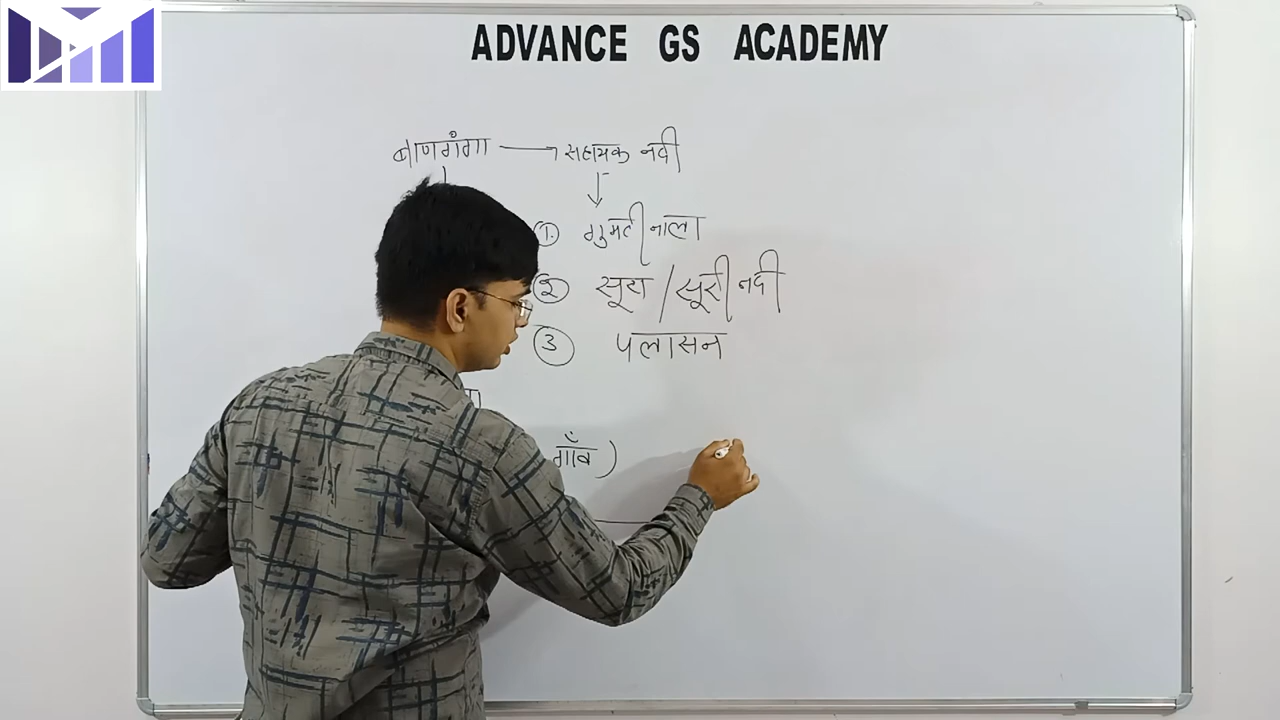 ADVANCE GS ACADEMY
बाणगंगा → सहायक नदी
1. गुमटी नाला
2 सूरा / सूरी नदी
3 पलासन
गाँव )